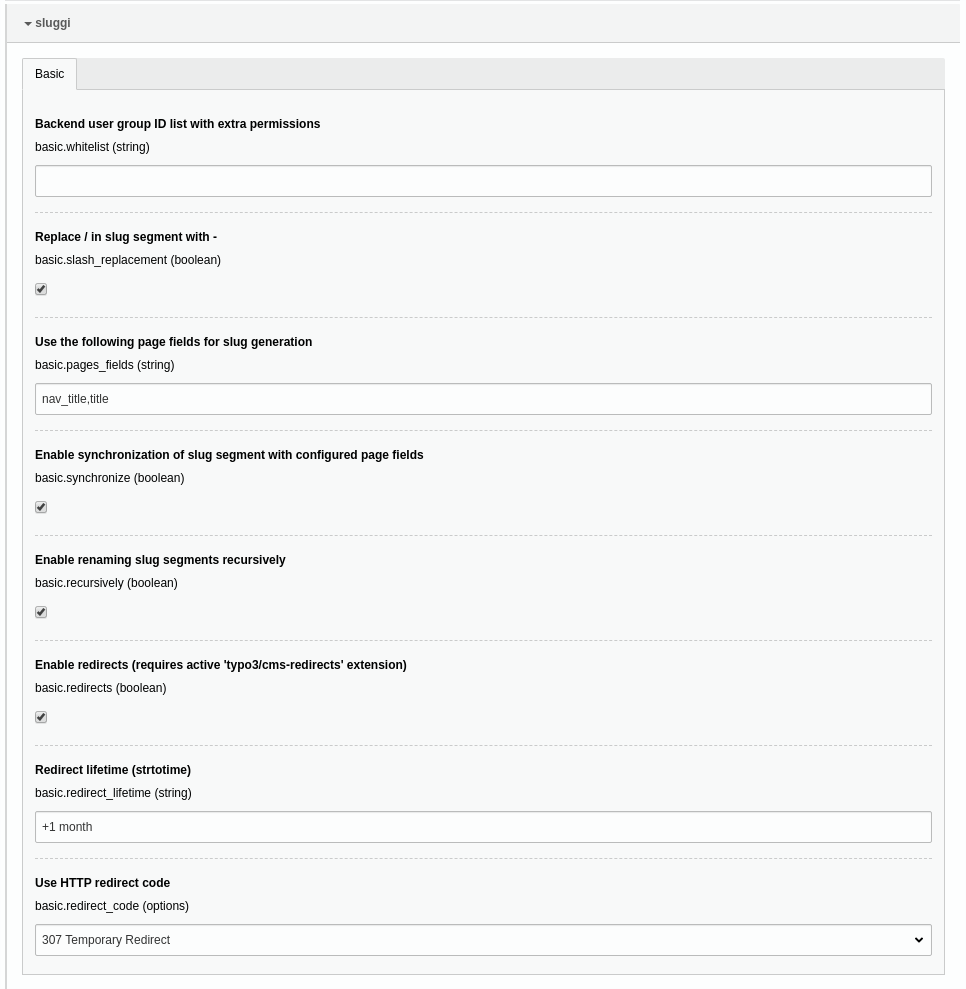 sluggi
Basic
Backend user group ID list with extra permissions
basic.whitelist (string)
Replace / in slug segment with -
basic.slash_replacement (boolean)
Use the following page fields for slug generation
basic.pages_fields (string)
nav_title,title
Enable synchronization of slug segment with configured page fields
basic.synchronize (boolean)
Enable renaming slug segments recursively
basic.recursively (boolean)
Enable redirects (requires active 'typo3/cms-redirects' extension)
basic.redirects (boolean)
Redirect lifetime (strtotime)
basic.redirect_lifetime (string)
+1 month
Use HTTP redirect code
basic.redirect_code (options)
307 Temporary Redirect